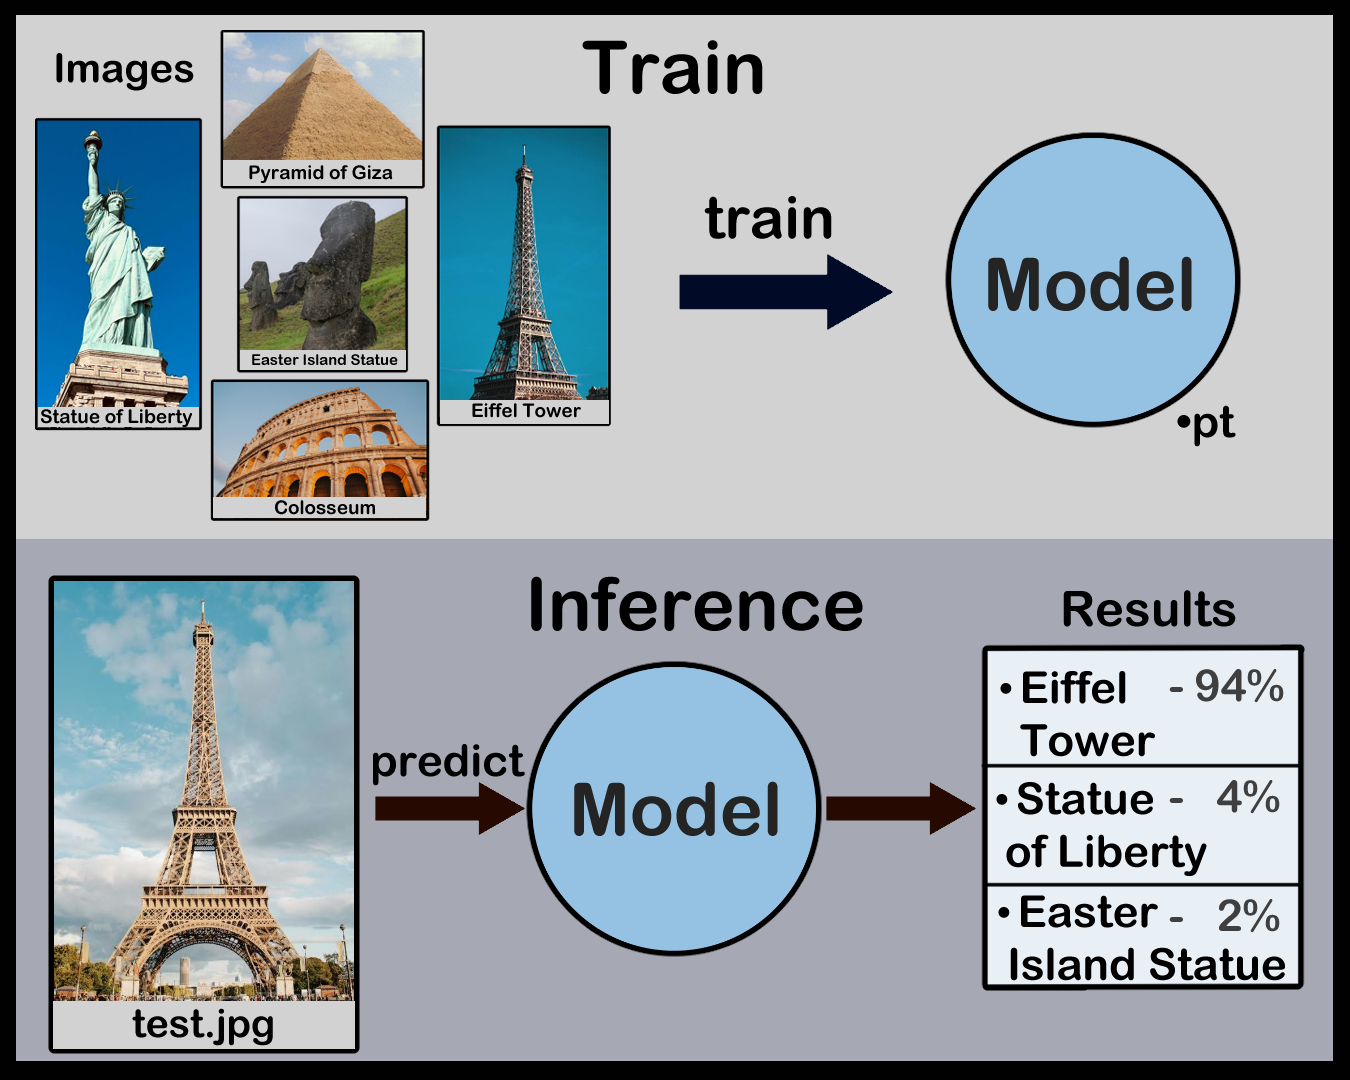 Images
Train
Pyramid of Giza
Statue of Liberty
Easter Island Statue
Eiffel Tower
Colosseum
train
Model
•pt
Inference
test.jpg
predict
Model
Results
• Eiffel - 94%
Tower
• Statue - 4%
of Liberty
• Easter - 2%
Island Statue